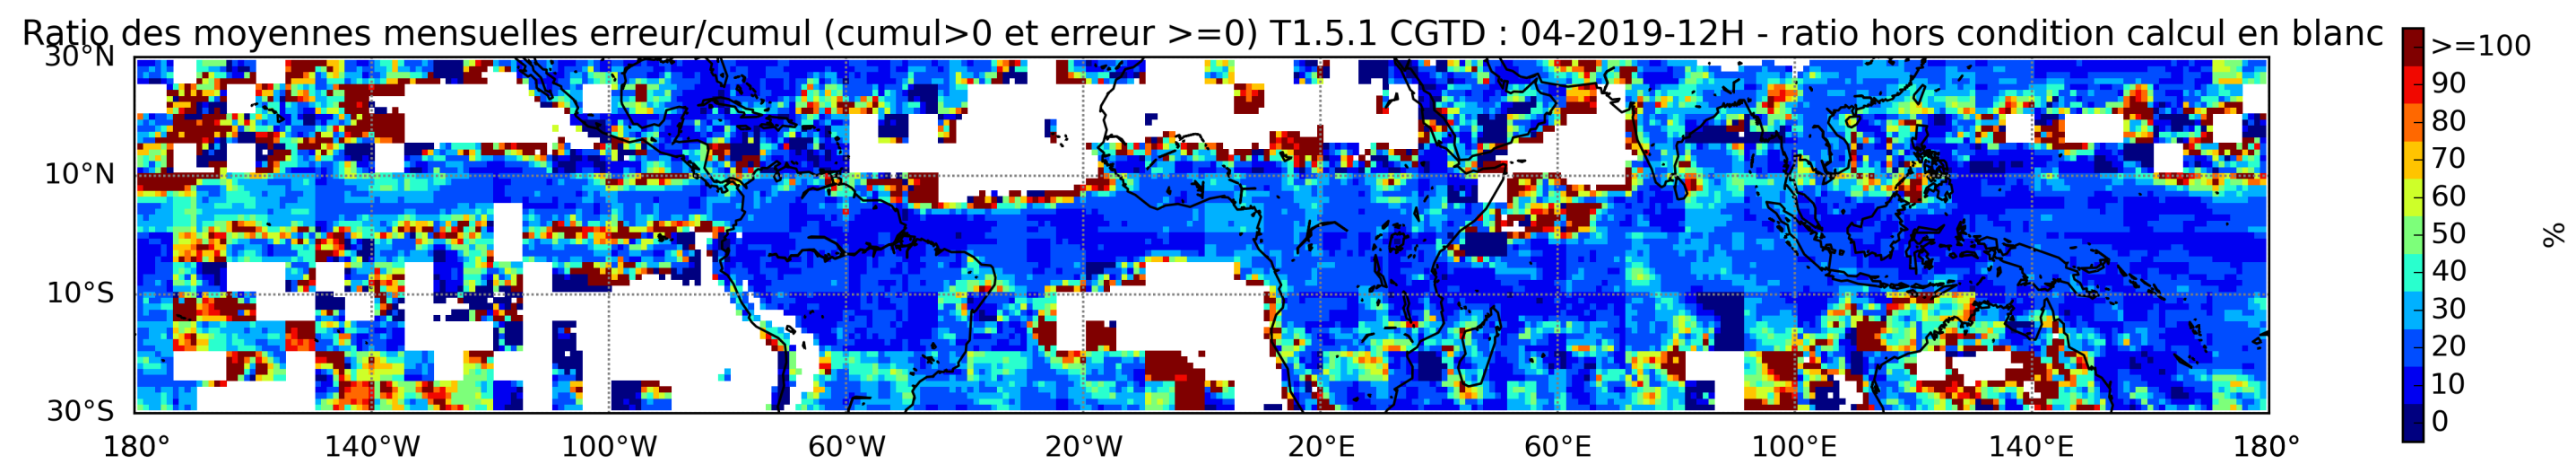 Ratio des moyennes mensuelles erreur/cumul (cumul>0 et erreur >=0) T1.5.1 CGTD : 04-2019-12H - ratio hors condition calcul en blanc
30°N
10°N
10°S
30°S
180°
140°W
100°W
60°W
20°W
20°E
60°E
100°E
140°E
180°
>=100
90
80
70
60
50
40
30
20
10
0
%